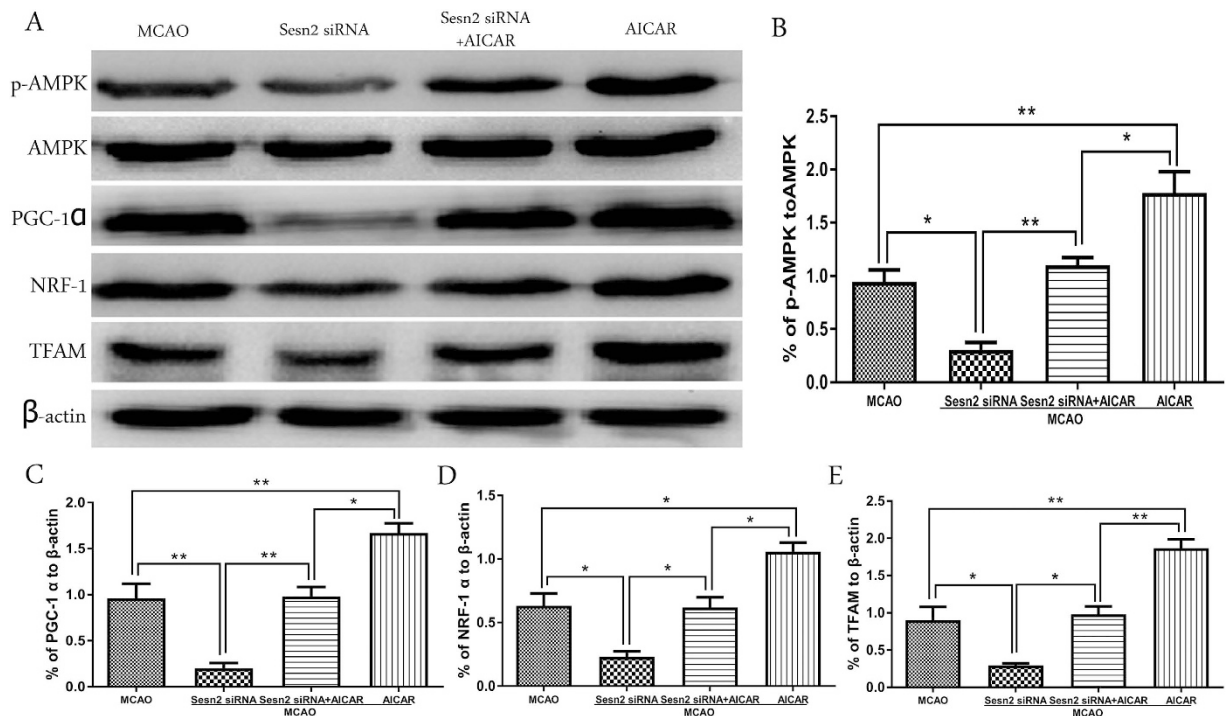 A
MCAO
Sesn2 siRNA
Sesn2 siRNA
+AICAR
AICAR
p-AMPK
AMPK
PGC-1ɑ
NRF-1
TFAM
β-actin
B
% of p-AMPK toAMPK
2.5
2.0
1.5
1.0
0.5
0.0
**
*
*
**
MCAO
Sesn2 siRNA
Sesn2 siRNA+AICAR
AICAR
MCAO
C
% of PGC-1 α to β-actin
2.0
1.5
1.0
0.5
0.0
**
*
**
**
MCAO
Sesn2 siRNA
Sesn2 siRNA+AICAR
AICAR
MCAO
D
% of NRF-1 α to β-actin
1.5
1.0
0.5
0.0
*
*
*
*
MCAO
Sesn2 siRNA
Sesn2 siRNA+AICAR
AICAR
MCAO
E
% of TFAM to β-actin
2.5
2.0
1.5
1.0
0.5
0.0
**
**
*
*
MCAO
Sesn2 siRNA
Sesn2 siRNA+AICAR
AICAR
MCAO